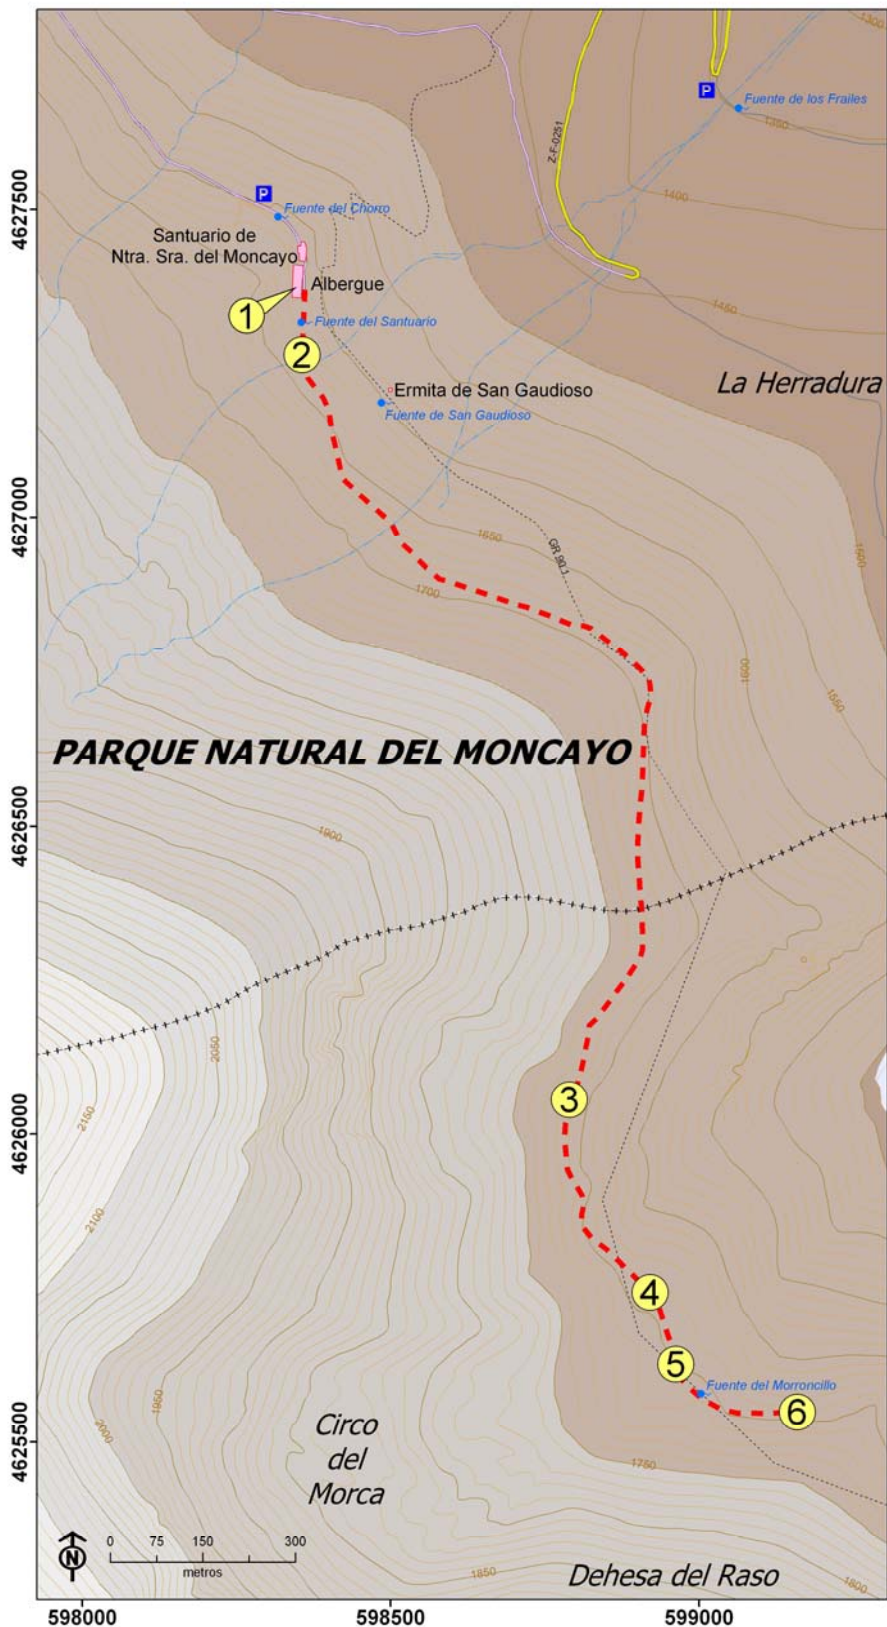 1300
P
Fuente de los Frailes
1350
Z-F-0251
1400
4627500
P
Fuente del Chorro
Santuario de
Ntra. Sra. del Moncayo
Albergue
1450
1
Fuente del Santuario
2
La Herradura
Ermita de San Gaudioso
Fuente de San Gaudioso
4627000
1650
GR 90.1
1500
1700
1600
1550
PARQUE NATURAL DEL MONCAYO
4626500
1900
2050
3
4626000
2150
2100
4
5
Fuente del Morroncillo
6
1950
2000
4625500
Circo
del
Morca
1750
N
0 75 150 300
metros
1850
Dehesa del Raso
1800
598000 598500 599000